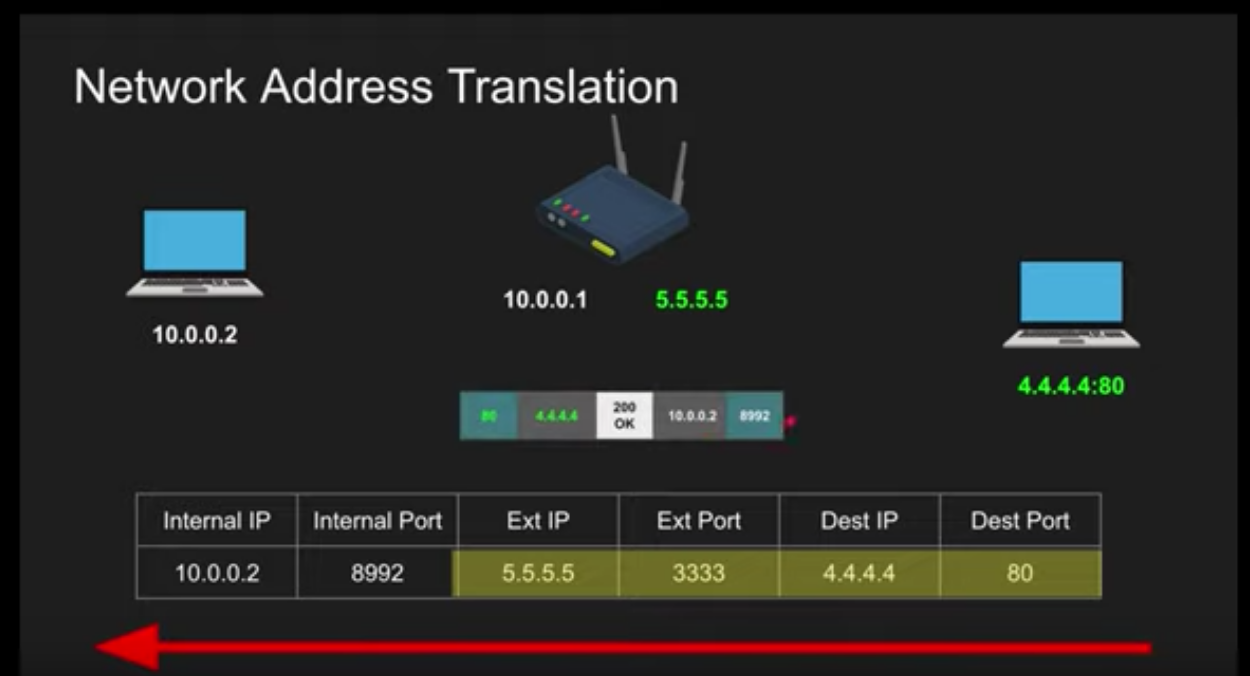 Network Address Translation
10.0.0.2
10.0.0.1 5.5.5.5
4.4.4.4:80
80 4.4.4.4 200 OK 10.0.0.2 8992
Internal IP Internal Port Ext IP Ext Port Dest IP Dest Port
10.0.0.2 8992 5.5.5.5 3333 4.4.4.4 80